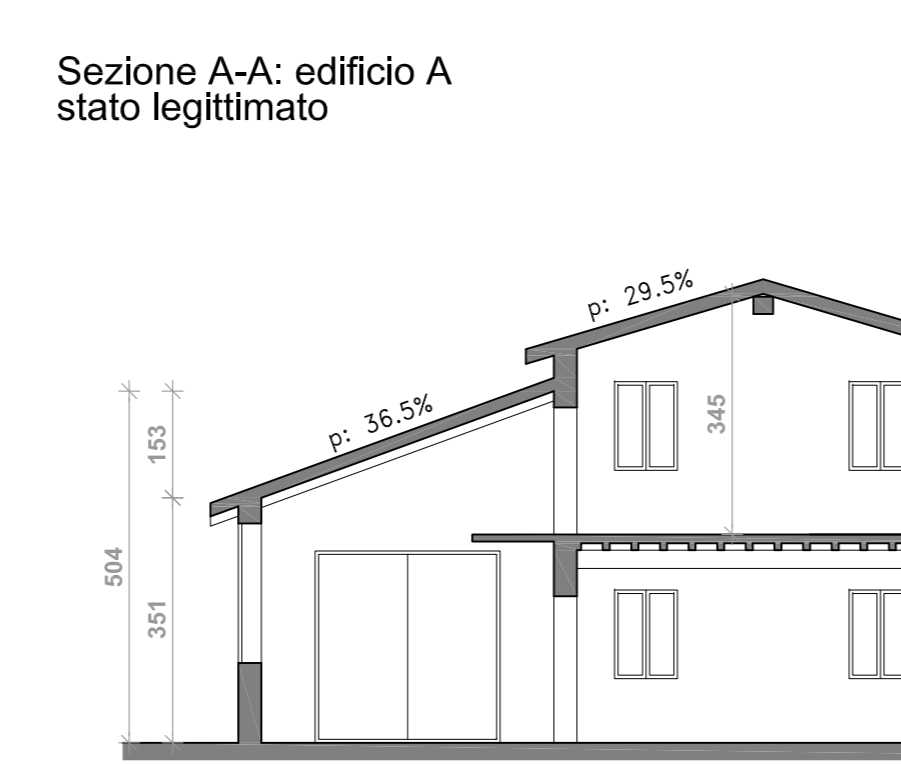 Sezione A-A: edificio A
stato legittimato
p: 29.5%
p: 36.5%
345
153
504
351